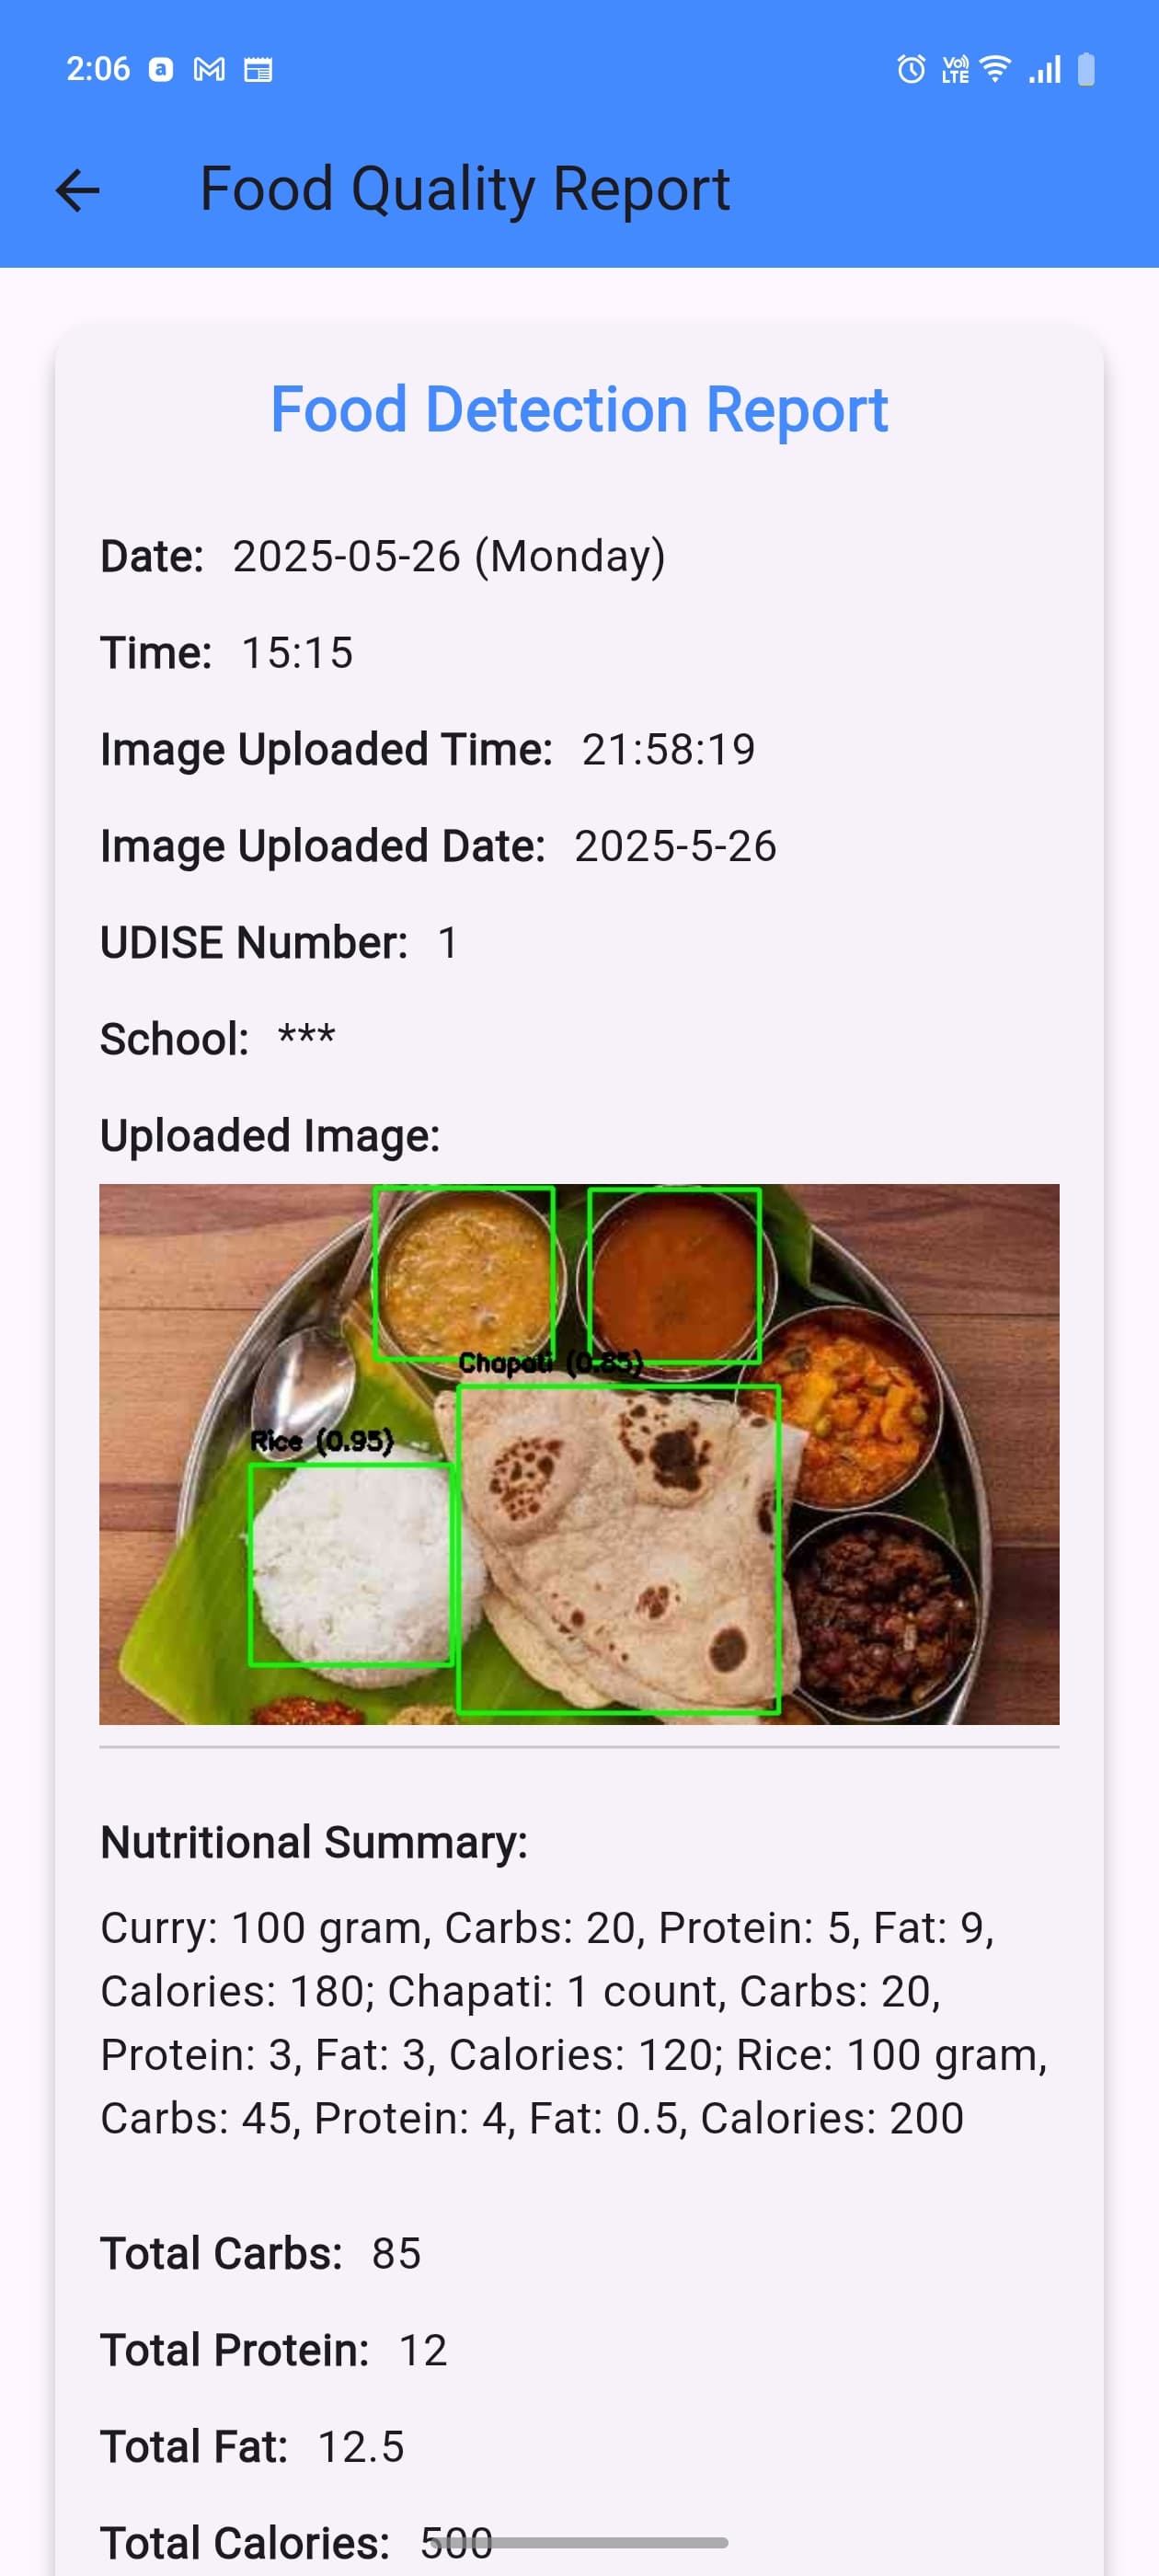 2:06
Vo)) LTE
Food Quality Report
Food Detection Report
Date: 2025-05-26 (Monday)
Time: 15:15
Image Uploaded Time: 21:58:19
Image Uploaded Date: 2025-5-26
UDISE Number: 1
School: ***
Uploaded Image:
Chapati (0.85)
Rice (0.95)
Nutritional Summary:
Curry: 100 gram, Carbs: 20, Protein: 5, Fat: 9,
Calories: 180; Chapati: 1 count, Carbs: 20,
Protein: 3, Fat: 3, Calories: 120; Rice: 100 gram,
Carbs: 45, Protein: 4, Fat: 0.5, Calories: 200
Total Carbs: 85
Total Protein: 12
Total Fat: 12.5
Total Calories: 500